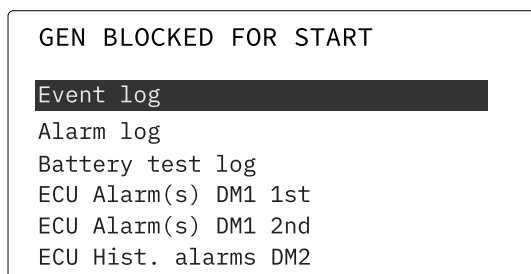 GEN BLOCKED FOR START
Event log
Alarm log
Battery test log
ECU Alarm(s) DM1 1st
ECU Alarm(s) DM1 2nd
ECU Hist. alarms DM2